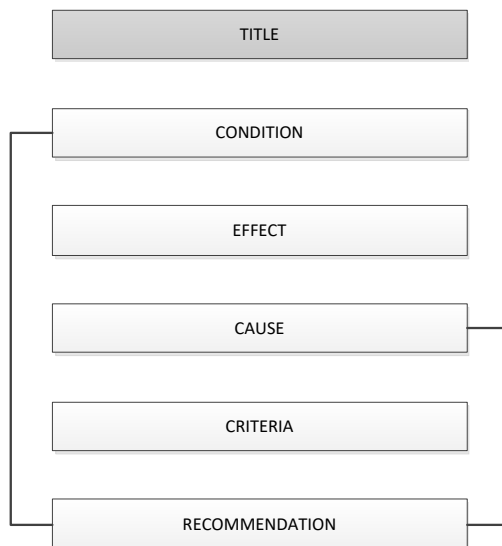 TITLE
CONDITION
EFFECT
CAUSE
CRITERIA
RECOMMENDATION